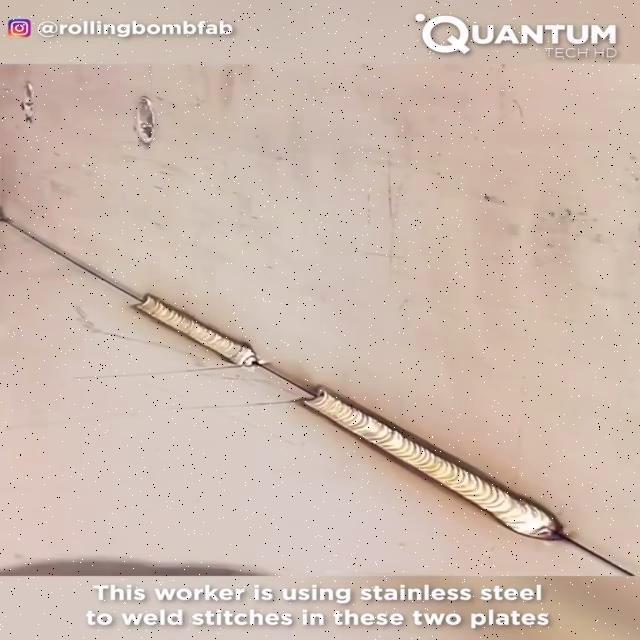 @rollingbombfab
QUANTUM
TECH HD
This worker is using stainless steel
to weld stitches in these two plates